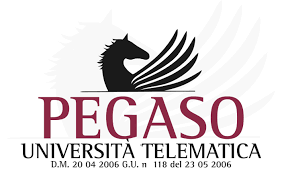 PEGASO
UNIVERSITÀ TELEMATICA
D.M. 20 04 2006 G.U. n 118 del 23 05 2006